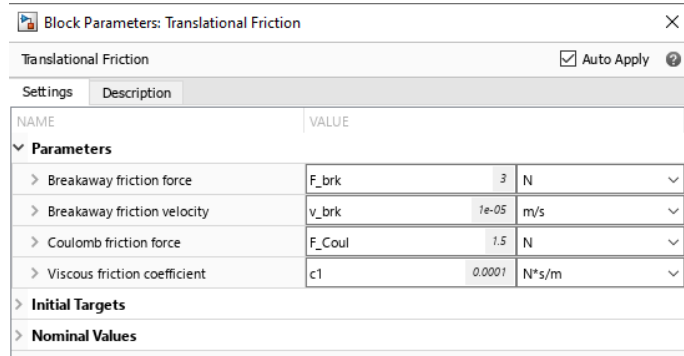 Block Parameters: Translational Friction
Translational Friction Auto Apply
Settings Description
NAME VALUE
Parameters
Breakaway friction force F_brk 3 N
Breakaway friction velocity v_brk 1e-05 m/s
Coulomb friction force F_Coul 1.5 N
Viscous friction coefficient c1 0.0001 N*s/m
Initial Targets
Nominal Values